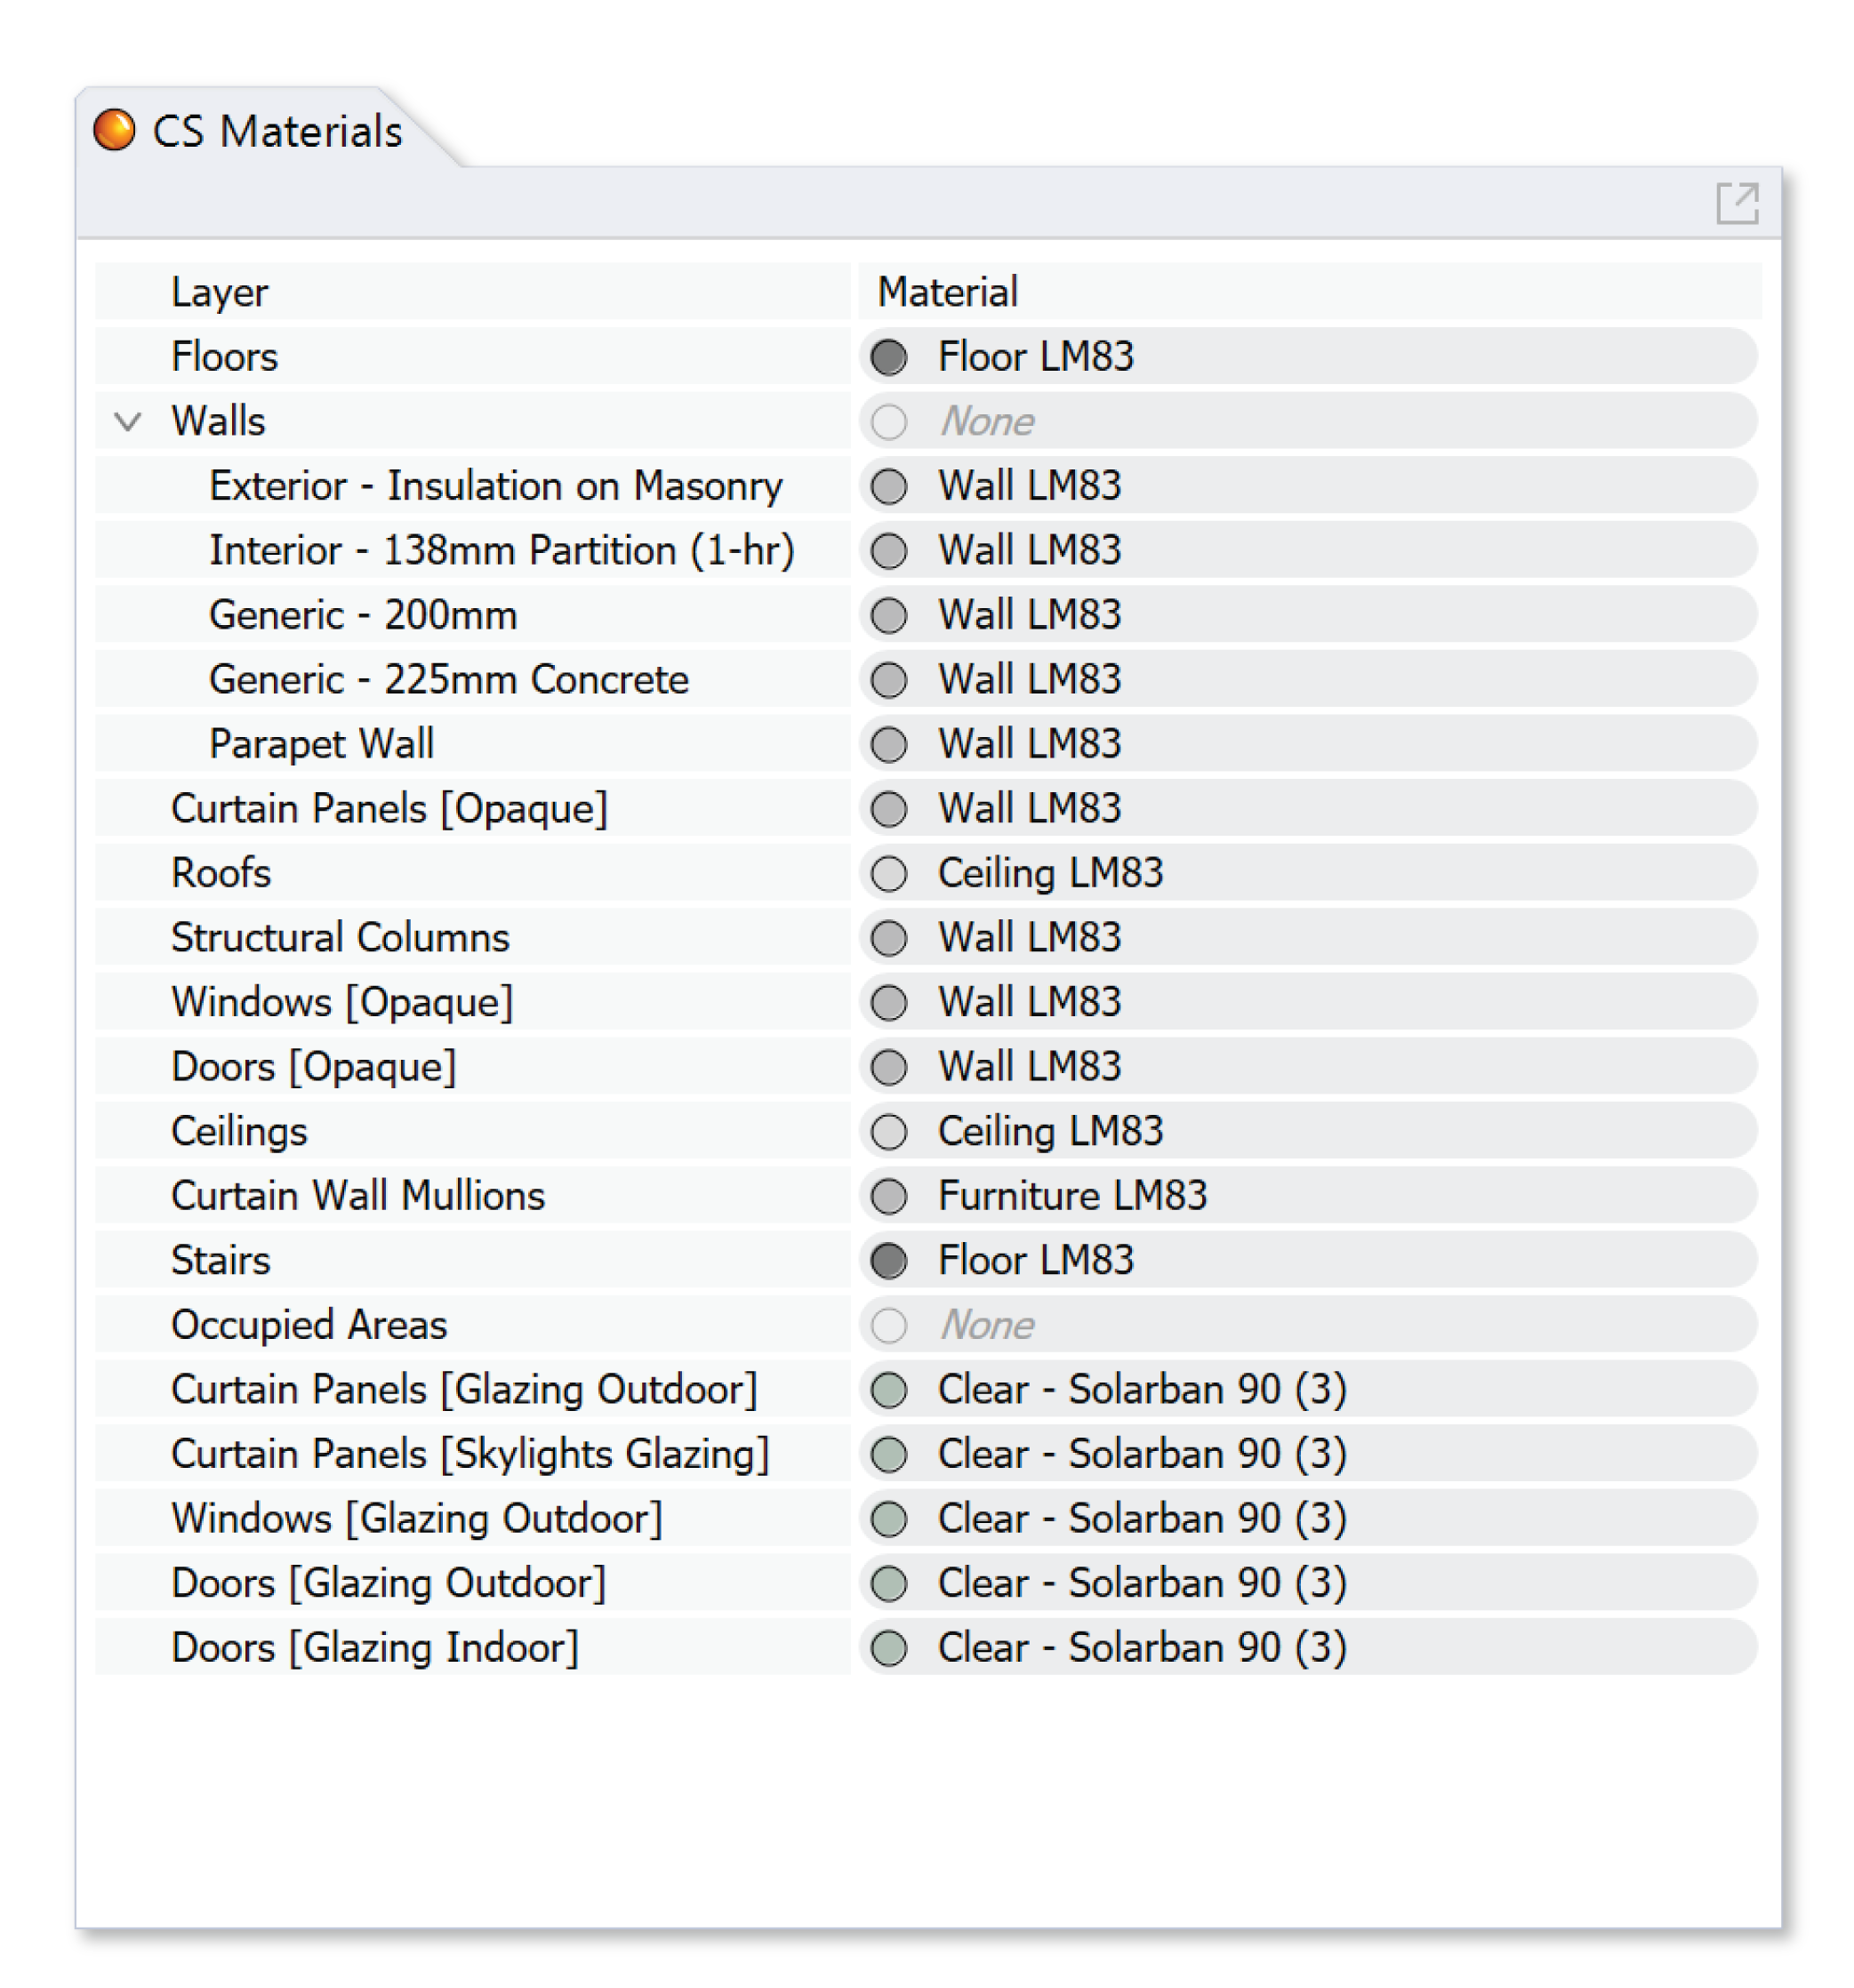 CS Materials
Layer Material
Floors Floor LM83
Walls None
Exterior - Insulation on Masonry Wall LM83
Interior - 138mm Partition (1-hr) Wall LM83
Generic - 200mm Wall LM83
Generic - 225mm Concrete Wall LM83
Parapet Wall Wall LM83
Curtain Panels [Opaque] Wall LM83
Roofs Ceiling LM83
Structural Columns Wall LM83
Windows [Opaque] Wall LM83
Doors [Opaque] Wall LM83
Ceilings Ceiling LM83
Curtain Wall Mullions Furniture LM83
Stairs Floor LM83
Occupied Areas None
Curtain Panels [Glazing Outdoor] Clear - Solarban 90 (3)
Curtain Panels [Skylights Glazing] Clear - Solarban 90 (3)
Windows [Glazing Outdoor] Clear - Solarban 90 (3)
Doors [Glazing Outdoor] Clear - Solarban 90 (3)
Doors [Glazing Indoor] Clear - Solarban 90 (3)